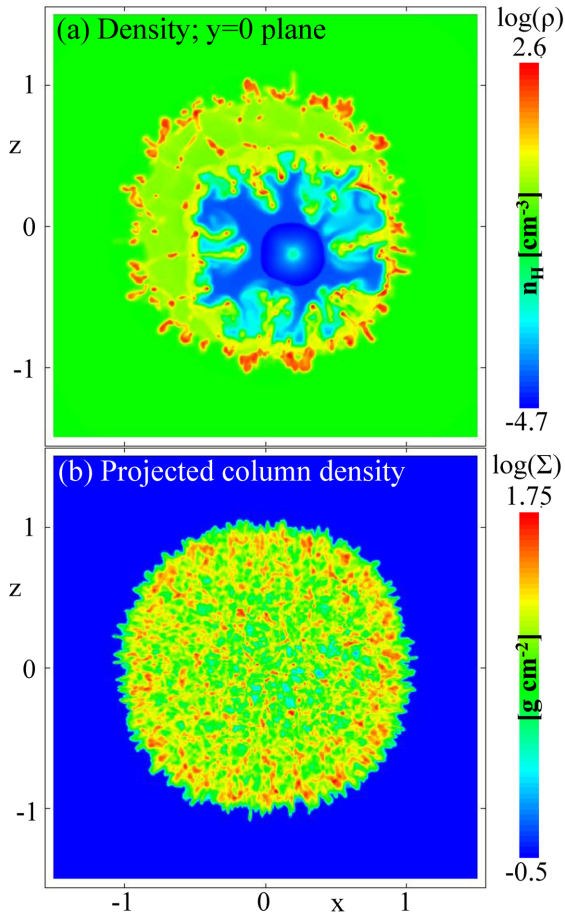 (a) Density; y=0 plane
log(ρ)
2.6
1
z
0
-1
n_H [cm⁻³]
-4.7
(b) Projected column density
log(Σ)
1.75
1
z
0
-1
[g cm⁻²]
-0.5
-1 0 x 1